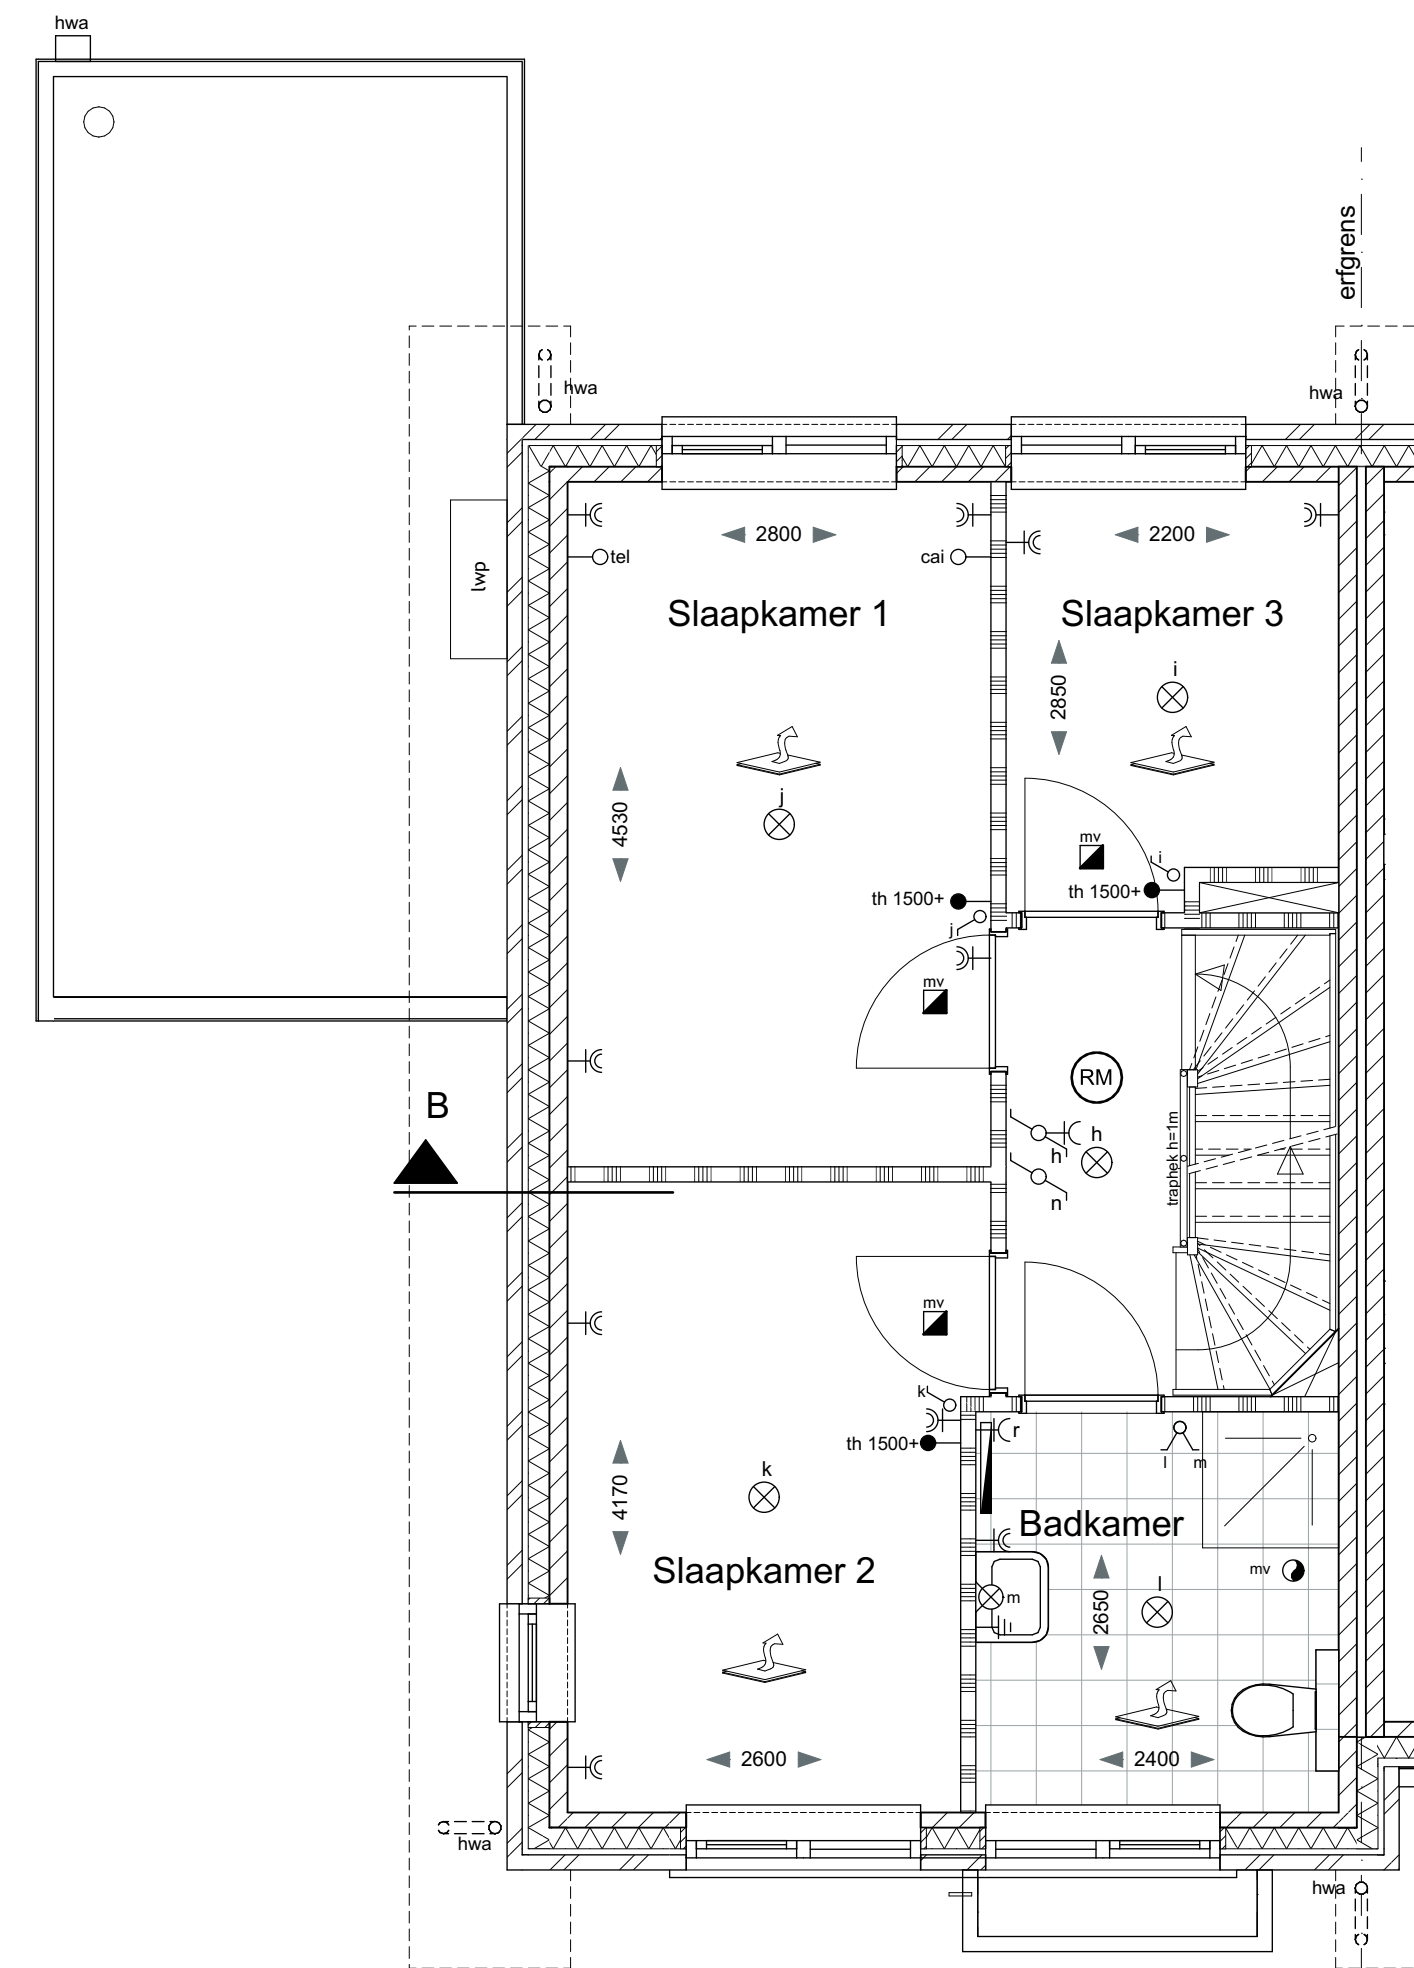 hwa
erfgrens
hwa
hwa
2800
2200
tel
cai
lwp
Slaapkamer 1
Slaapkamer 3
i
2850
j
4530
mv
i
th 1500+
th 1500+
j
mv
RM
B
h
h
traphek h=1m
n
mv
k
r
th 1500+
l m
k
4170
Badkamer
Slaapkamer 2
mv
l
m
2650
2600
2400
hwa
hwa